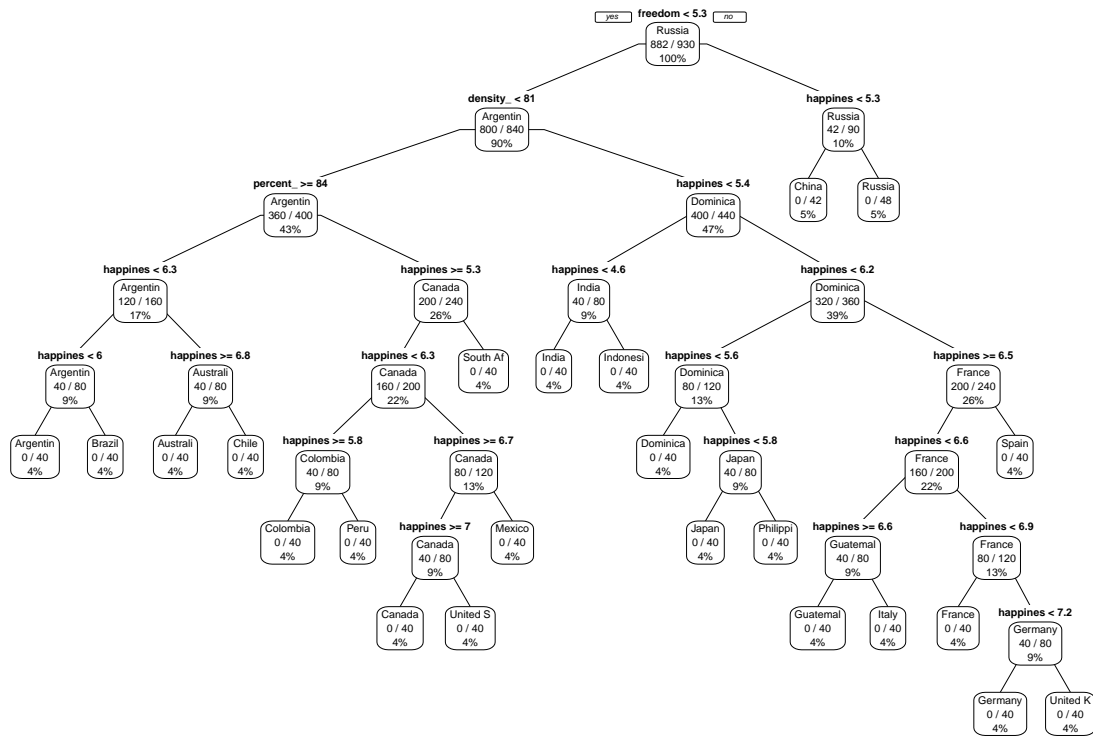 yes freedom < 5.3 no
Russia
882 / 930
100%
density_ < 81
Argentin
800 / 840
90%
happines < 5.3
Russia
42 / 90
10%
percent_ >= 84
Argentin
360 / 400
43%
happines < 5.4
Dominica
400 / 440
47%
China
0 / 42
5%
Russia
0 / 48
5%
happines < 6.3
Argentin
120 / 160
17%
happines >= 5.3
Canada
200 / 240
26%
happines < 4.6
India
40 / 80
9%
happines < 6.2
Dominica
320 / 360
39%
happines < 6
Argentin
40 / 80
9%
happines >= 6.8
Australi
40 / 80
9%
happines < 6.3
Canada
160 / 200
22%
South Af
0 / 40
4%
India
0 / 40
4%
Indonesi
0 / 40
4%
happines < 5.6
Dominica
80 / 120
13%
happines >= 6.5
France
200 / 240
26%
Argentin
0 / 40
4%
Brazil
0 / 40
4%
Australi
0 / 40
4%
Chile
0 / 40
4%
happines >= 5.8
Colombia
40 / 80
9%
happines >= 6.7
Canada
80 / 120
13%
Dominica
0 / 40
4%
happines < 5.8
Japan
40 / 80
9%
happines < 6.6
France
160 / 200
22%
Spain
0 / 40
4%
Colombia
0 / 40
4%
Peru
0 / 40
4%
happines >= 7
Canada
40 / 80
9%
Mexico
0 / 40
4%
Japan
0 / 40
4%
Philippi
0 / 40
4%
happines >= 6.6
Guatemal
40 / 80
9%
happines < 6.9
France
80 / 120
13%
Canada
0 / 40
4%
United S
0 / 40
4%
Guatemal
0 / 40
4%
Italy
0 / 40
4%
France
0 / 40
4%
happines < 7.2
Germany
40 / 80
9%
Germany
0 / 40
4%
United K
0 / 40
4%